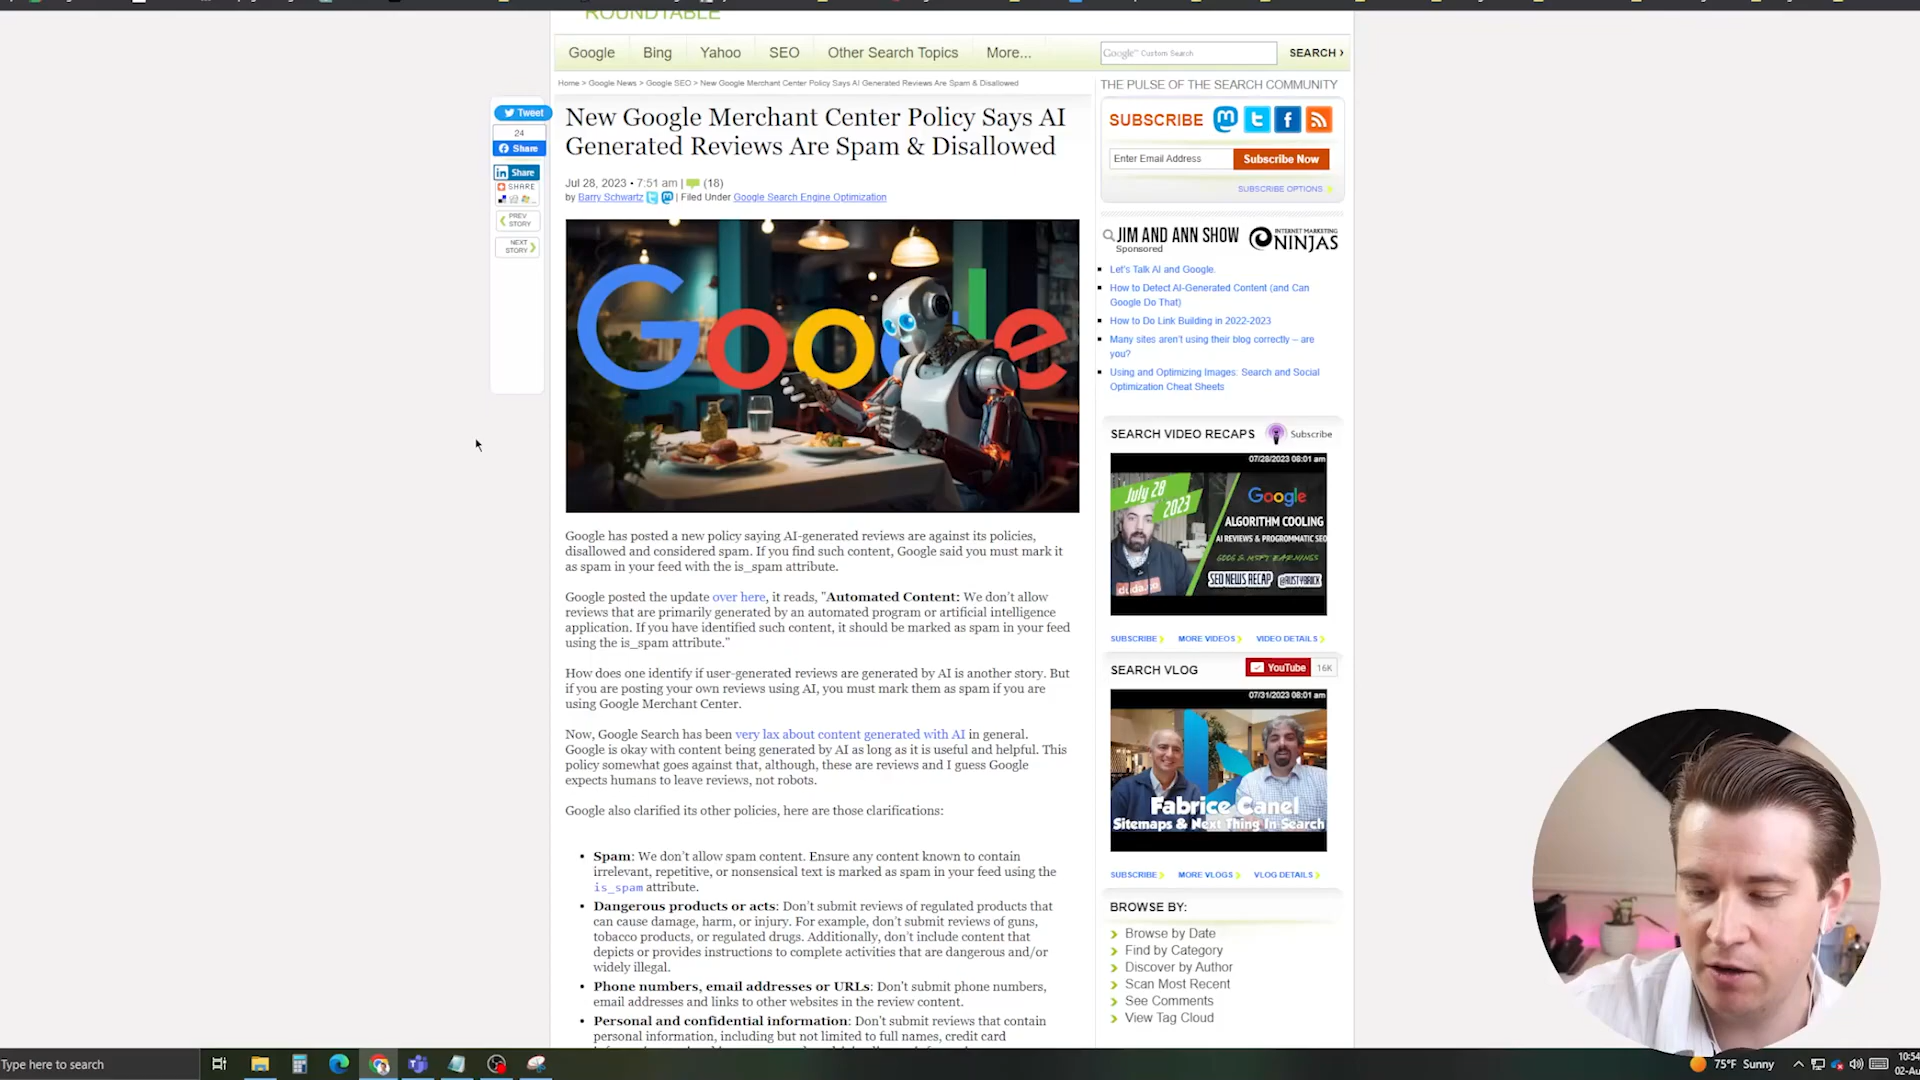 ROUNDTABLE
Google Bing Yahoo SEO Other Search Topics More...
Google™ Custom Search SEARCH ›
Home > Google News > Google SEO > New Google Merchant Center Policy Says AI Generated Reviews Are Spam & Disallowed
Tweet
24
Share
in Share
SHARE
PREV
STORY
NEXT
STORY
New Google Merchant Center Policy Says AI
Generated Reviews Are Spam & Disallowed
Jul 28, 2023 • 7:51 am | (18)
by Barry Schwartz | Filed Under Google Search Engine Optimization
Google
Google has posted a new policy saying AI-generated reviews are against its policies,
disallowed and considered spam. If you find such content, Google said you must mark it
as spam in your feed with the is_spam attribute.
Google posted the update over here, it reads, "Automated Content: We don't allow
reviews that are primarily generated by an automated program or artificial intelligence
application. If you have identified such content, it should be marked as spam in your feed
using the is_spam attribute."
How does one identify if user-generated reviews are generated by AI is another story. But
if you are posting your own reviews using AI, you must mark them as spam if you are
using Google Merchant Center.
Now, Google Search has been very lax about content generated with AI in general.
Google is okay with content being generated by AI as long as it is useful and helpful. This
policy somewhat goes against that, although, these are reviews and I guess Google
expects humans to leave reviews, not robots.
Google also clarified its other policies, here are those clarifications:
• Spam: We don't allow spam content. Ensure any content known to contain
irrelevant, repetitive, or nonsensical text is marked as spam in your feed using the
is_spam attribute.
• Dangerous products or acts: Don't submit reviews of regulated products that
can cause damage, harm, or injury. For example, don't submit reviews of guns,
tobacco products, or regulated drugs. Additionally, don't include content that
depicts or provides instructions to complete activities that are dangerous and/or
widely illegal.
• Phone numbers, email addresses or URLs: Don't submit phone numbers,
email addresses and links to other websites in the review content.
• Personal and confidential information: Don't submit reviews that contain
personal information, including but not limited to full names, credit card
THE PULSE OF THE SEARCH COMMUNITY
SUBSCRIBE
Enter Email Address Subscribe Now
SUBSCRIBE OPTIONS
JIM AND ANN SHOW INTERNET MARKETING
NINJAS
Sponsored
Let's Talk AI and Google.
How to Detect AI-Generated Content (and Can
Google Do That)
How to Do Link Building in 2022-2023
Many sites aren't using their blog correctly – are
you?
Using and Optimizing Images: Search and Social
Optimization Cheat Sheets
SEARCH VIDEO RECAPS Subscribe
07/28/2023 08:01 am
July 28
2023
Google
ALGORITHM COOLING
AI REVIEWS & PROGRAMMATIC SEO
GOOG & MSFT EARNINGS
SEO NEWS RECAP @RUSTYBRICK
duda.co
SUBSCRIBE MORE VIDEOS VIDEO DETAILS
SEARCH VLOG YouTube 16K
07/31/2023 08:01 am
Fabrice Canel
Sitemaps & Next Thing In Search
SUBSCRIBE MORE VLOGS VLOG DETAILS
BROWSE BY:
Browse by Date
Find by Category
Discover by Author
Scan Most Recent
See Comments
View Tag Cloud
Type here to search
75°F Sunny
10:54
02-Au